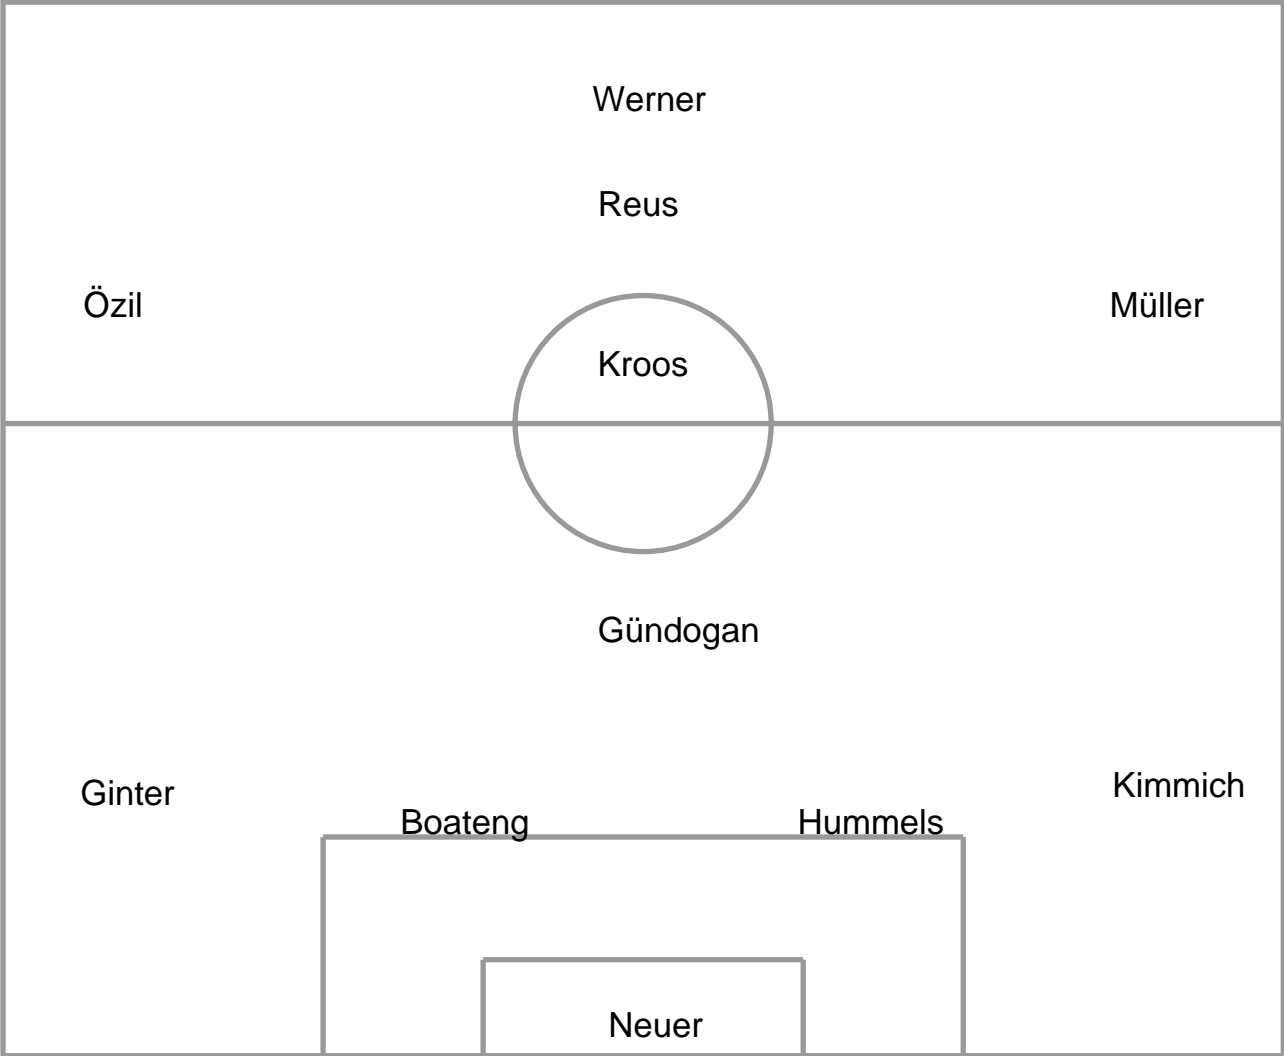 Werner
Reus
Özil
Müller
Kroos
Gündogan
Ginter
Kimmich
Boateng
Hummels
Neuer